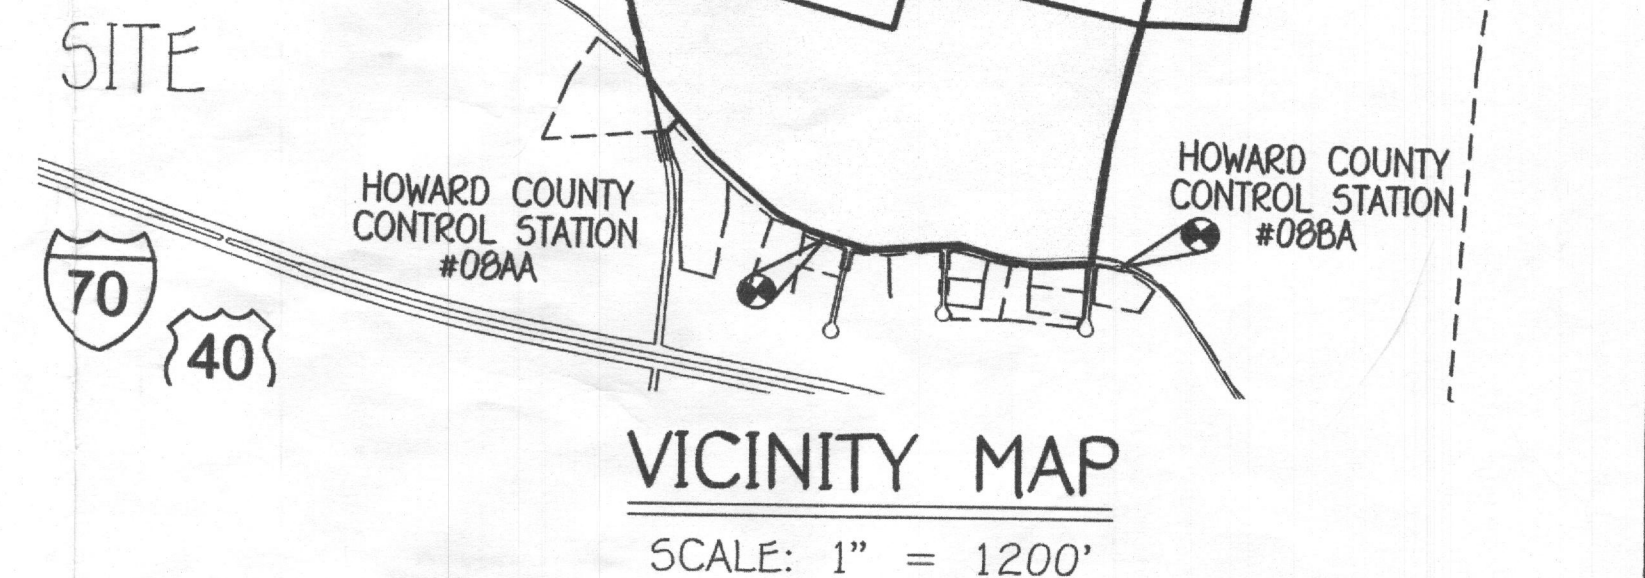 SITE
HOWARD COUNTY
CONTROL STATION
#08BA
HOWARD COUNTY
CONTROL STATION
#08AA
70
40
VICINITY MAP
SCALE: 1" = 1200'